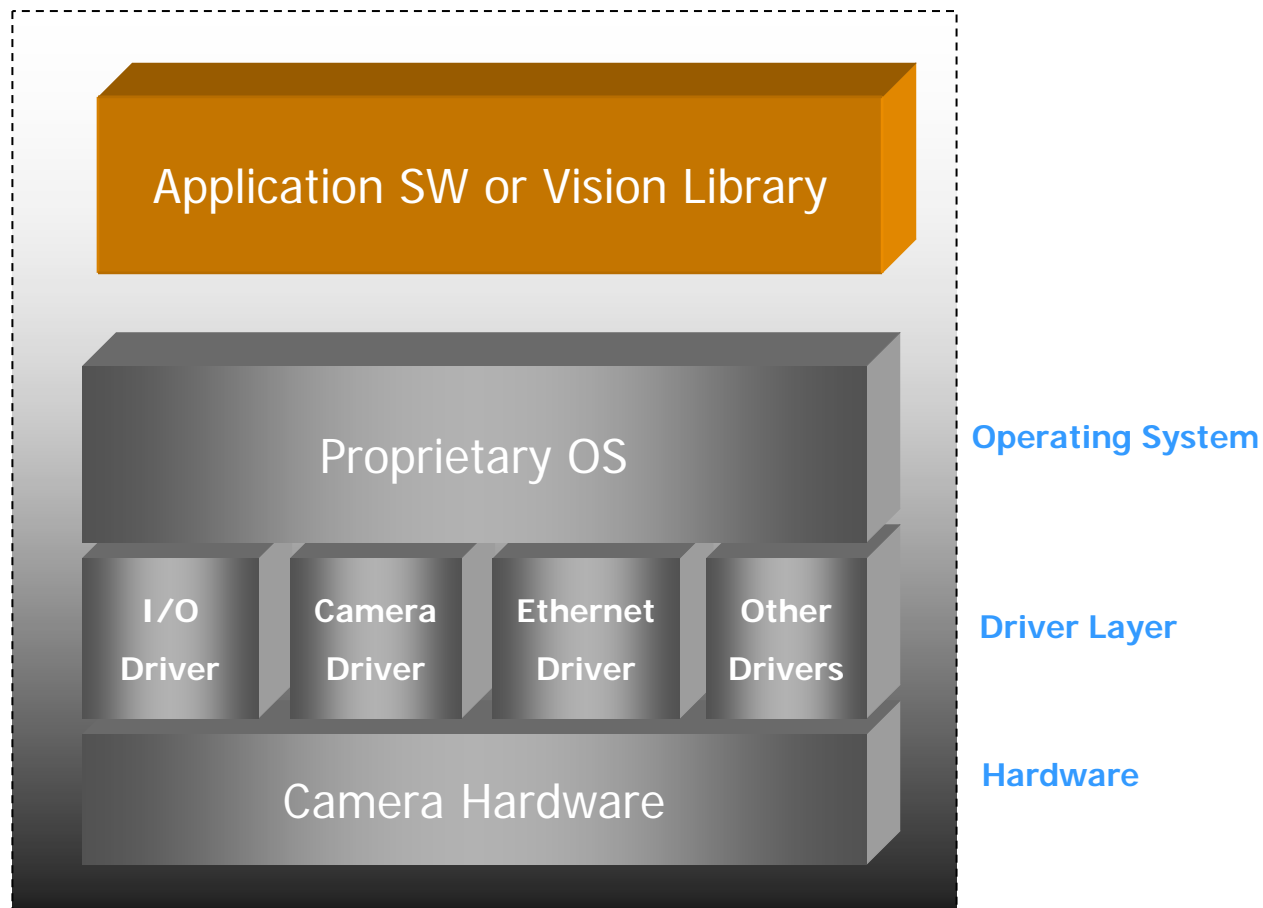 Application SW or Vision Library
Proprietary OS
Operating System
I/O
Driver
Camera
Driver
Ethernet
Driver
Other
Drivers
Driver Layer
Camera Hardware
Hardware